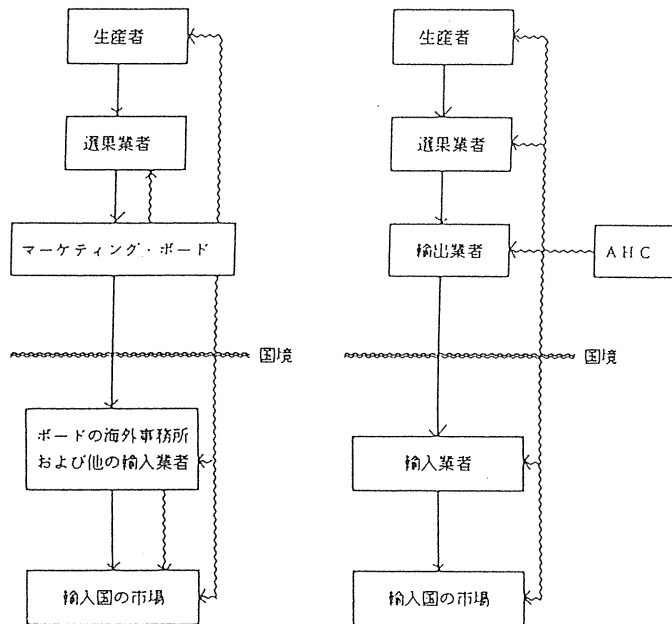 生産者
選果業者
マーケティング・ボード
国境
ボードの海外事務所
および他の輸入業者
輸入国の市場
生産者
選果業者
輸出業者
AHC
国境
輸入業者
輸入国の市場